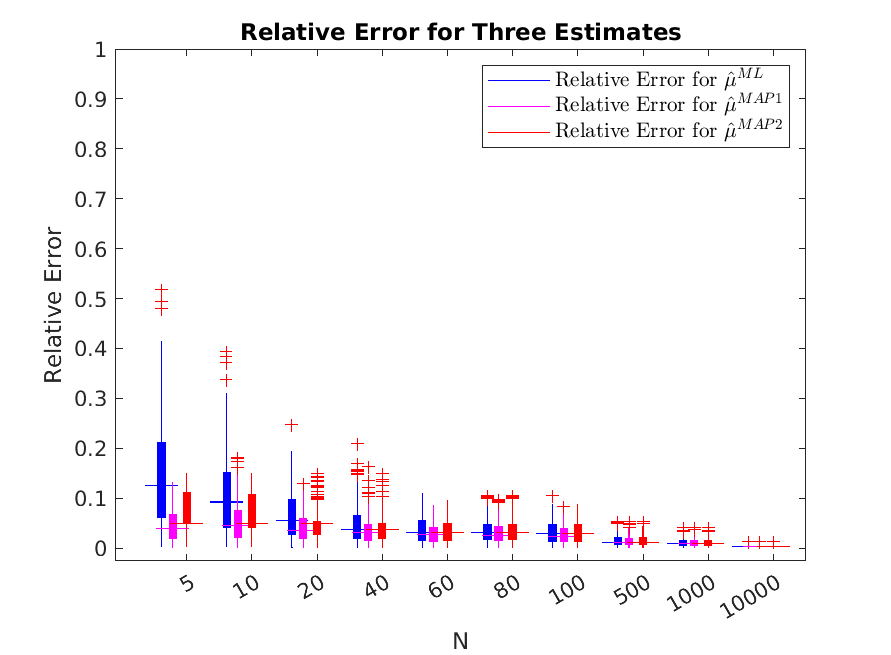 Relative Error for Three Estimates
Relative Error for μ̂^{ML}
Relative Error for μ̂^{MAP1}
Relative Error for μ̂^{MAP2}
Relative Error
1
0.9
0.8
0.7
0.6
0.5
0.4
0.3
0.2
0.1
0
5 10 20 40 60 80 100 500 1000 10000
N